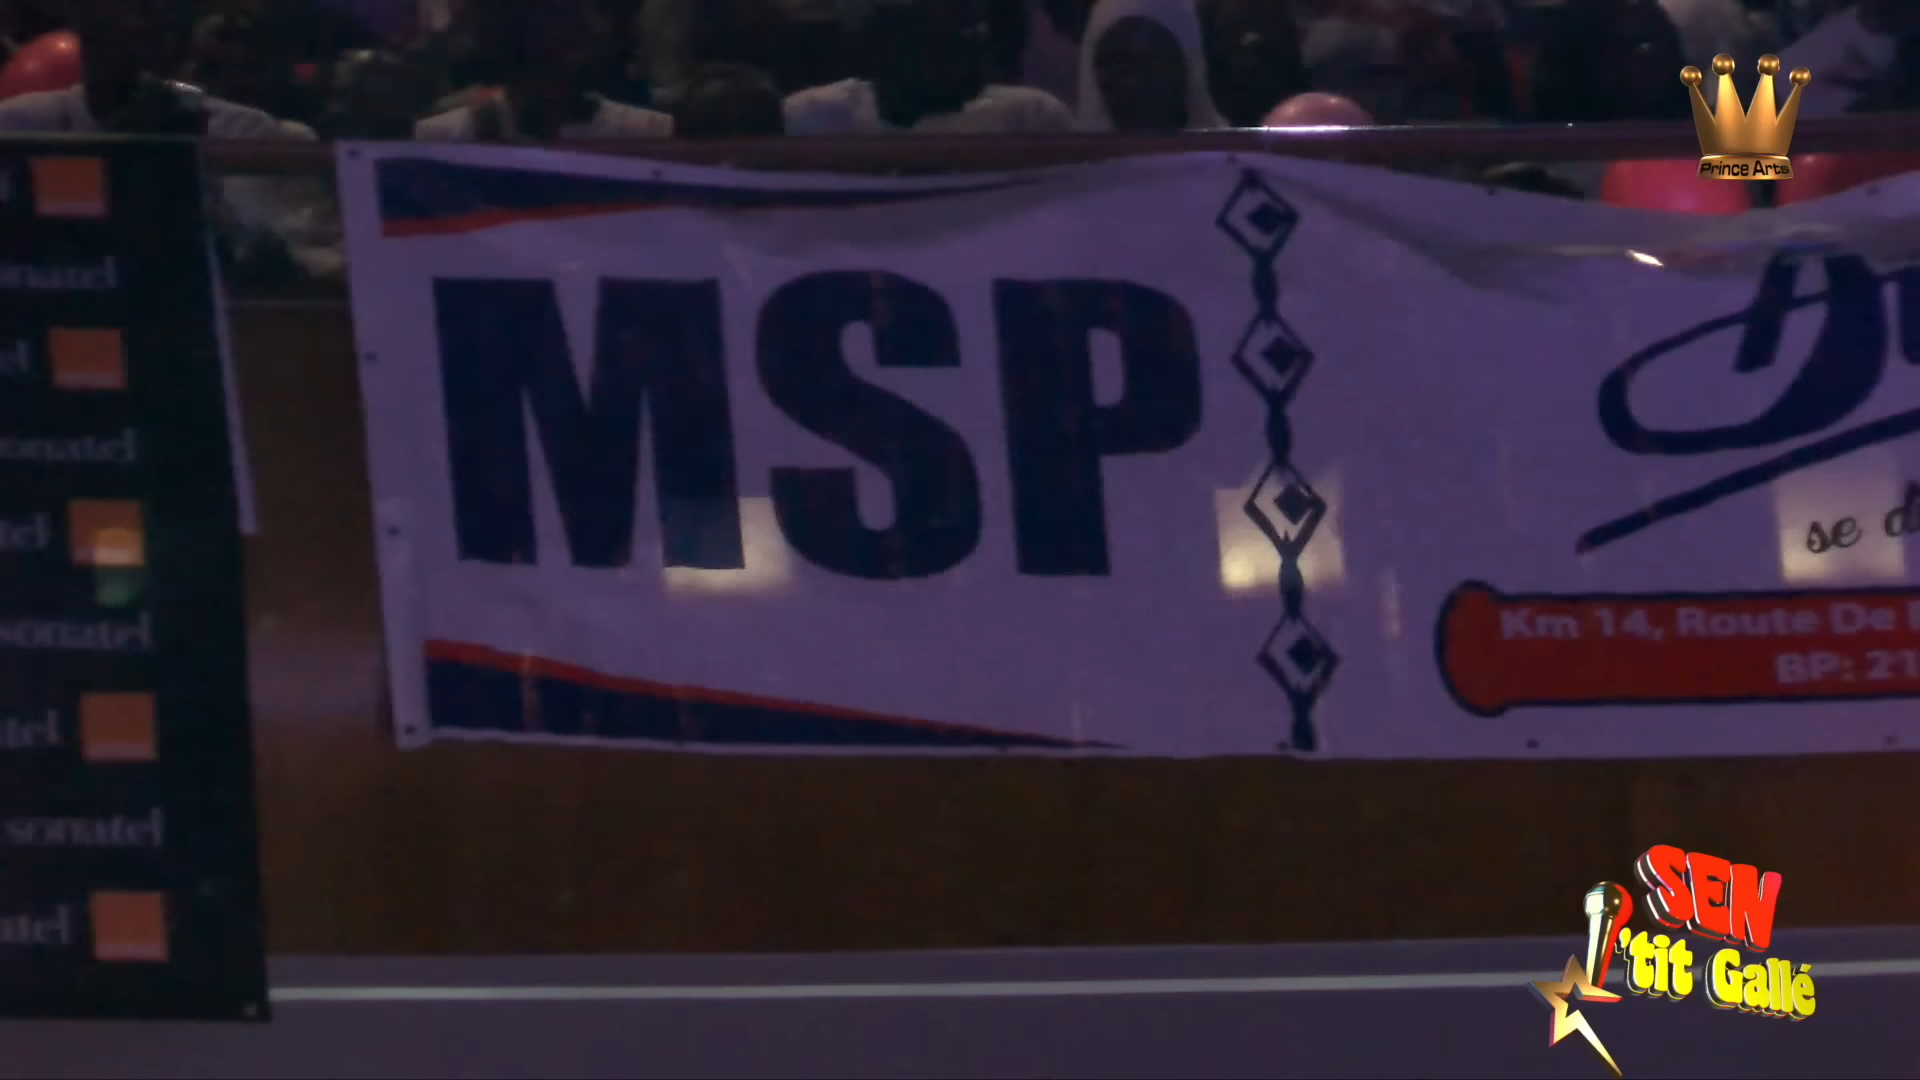 Prince Arts
sonatel
MSP
se
Km 14, Route De
BP: 21
sonatel
sonatel
sonatel
SEN
P'tit Gallé